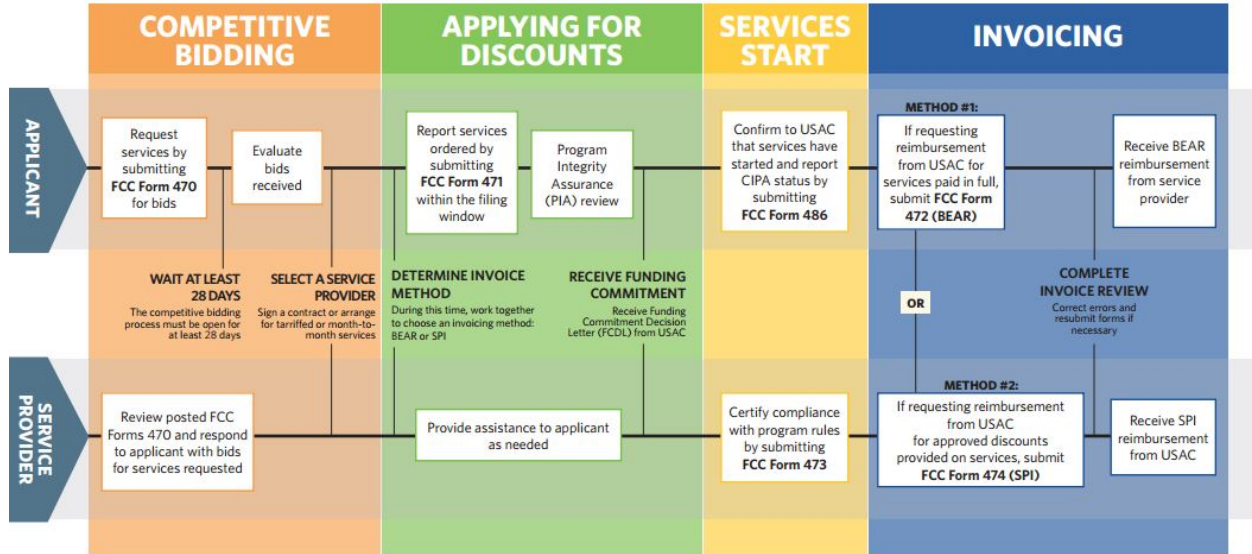 COMPETITIVE
BIDDING
APPLYING FOR
DISCOUNTS
SERVICES
START
INVOICING
APPLICANT
Request
services by
submitting
FCC Form 470
for bids
Evaluate
bids
received
Report services
ordered by
submitting
FCC Form 471
within the filing
window
Program
Integrity
Assurance
(PIA) review
Confirm to USAC
that services have
started and report
CIPA status by
submitting
FCC Form 486
METHOD #1:
If requesting
reimbursement
from USAC for
services paid in full,
submit FCC Form
472 (BEAR)
Receive BEAR
reimbursement
from service
provider
WAIT AT LEAST
28 DAYS
The competitive bidding
process must be open for
at least 28 days
SELECT A SERVICE
PROVIDER
Sign a contract or arrange
for tarriffed or month-to-
month services
DETERMINE INVOICE
METHOD
During this time, work together
to choose an invoicing method:
BEAR or SPI
RECEIVE FUNDING
COMMITMENT
Receive Funding
Commitment Decision
Letter (FCDL) from USAC
OR
COMPLETE
INVOICE REVIEW
Correct errors and
resubmit forms if
necessary
SERVICE
PROVIDER
Review posted FCC
Forms 470 and respond
to applicant with bids
for services requested
Provide assistance to applicant
as needed
Certify compliance
with program rules
by submitting
FCC Form 473
METHOD #2:
If requesting reimbursement
from USAC
for approved discounts
provided on services, submit
FCC Form 474 (SPI)
Receive SPI
reimbursement
from USAC